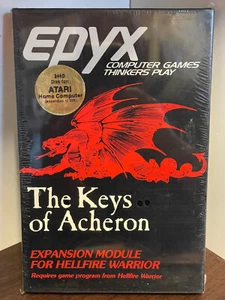 EPYX
COMPUTER GAMES
THINKERS PLAY
Disk for:
ATARI
Home Computer
The Keys
of Acheron
EXPANSION MODULE
FOR HELLFIRE WARRIOR
Requires game program from Hellfire Warrior